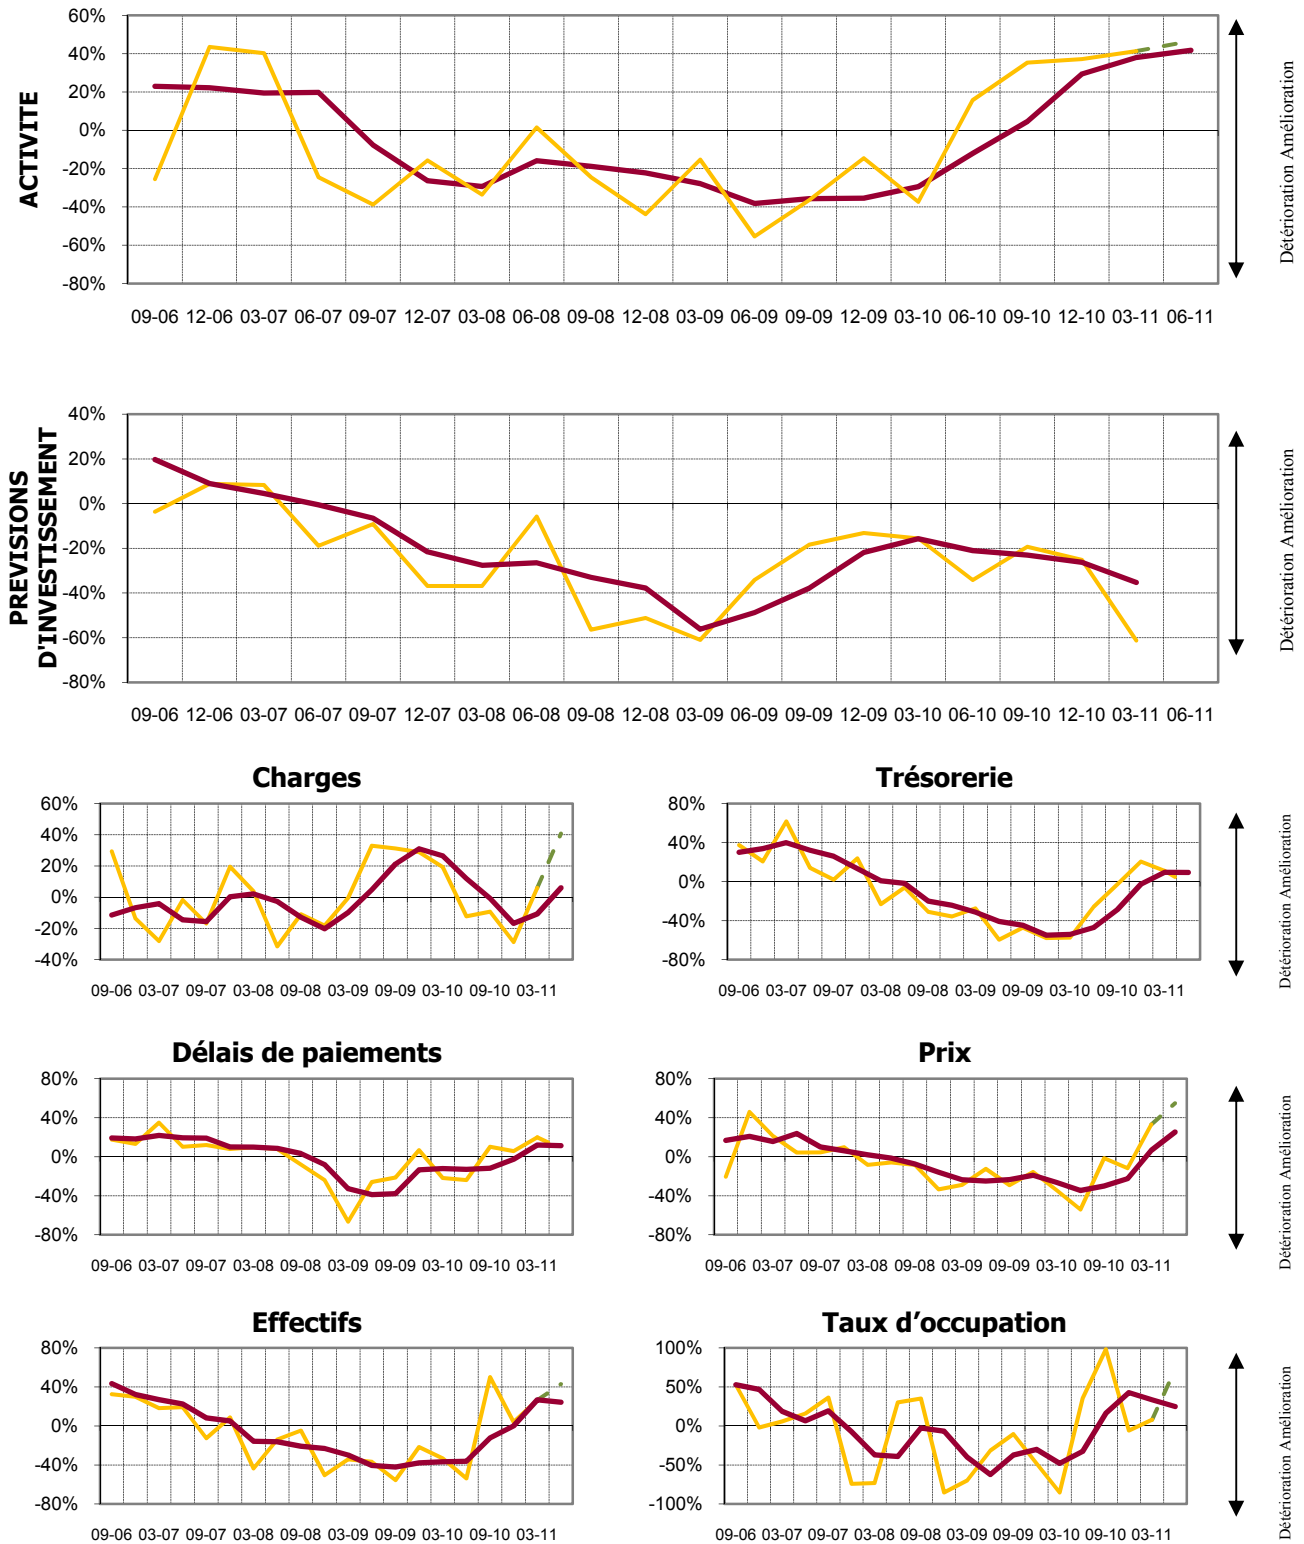 60%
40%
20%
0%
-20%
-40%
-60%
-80%
ACTIVITE
Détérioration Amélioration
09-06 12-06 03-07 06-07 09-07 12-07 03-08 06-08 09-08 12-08 03-09 06-09 09-09 12-09 03-10 06-10 09-10 12-10 03-11 06-11
40%
20%
0%
-20%
-40%
-60%
-80%
PREVISIONS
D'INVESTISSEMENT
Détérioration Amélioration
09-06 12-06 03-07 06-07 09-07 12-07 03-08 06-08 09-08 12-08 03-09 06-09 09-09 12-09 03-10 06-10 09-10 12-10 03-11 06-11
Charges
60%
40%
20%
0%
-20%
-40%
09-06 03-07 09-07 03-08 09-08 03-09 09-09 03-10 09-10 03-11
Trésorerie
80%
40%
0%
-40%
-80%
09-06 03-07 09-07 03-08 09-08 03-09 09-09 03-10 09-10 03-11
Détérioration Amélioration
Délais de paiements
80%
40%
0%
-40%
-80%
09-06 03-07 09-07 03-08 09-08 03-09 09-09 03-10 09-10 03-11
Prix
80%
40%
0%
-40%
-80%
09-06 03-07 09-07 03-08 09-08 03-09 09-09 03-10 09-10 03-11
Détérioration Amélioration
Effectifs
80%
40%
0%
-40%
-80%
09-06 03-07 09-07 03-08 09-08 03-09 09-09 03-10 09-10 03-11
Taux d’occupation
100%
50%
0%
-50%
-100%
09-06 03-07 09-07 03-08 09-08 03-09 09-09 03-10 09-10 03-11
Détérioration Amélioration